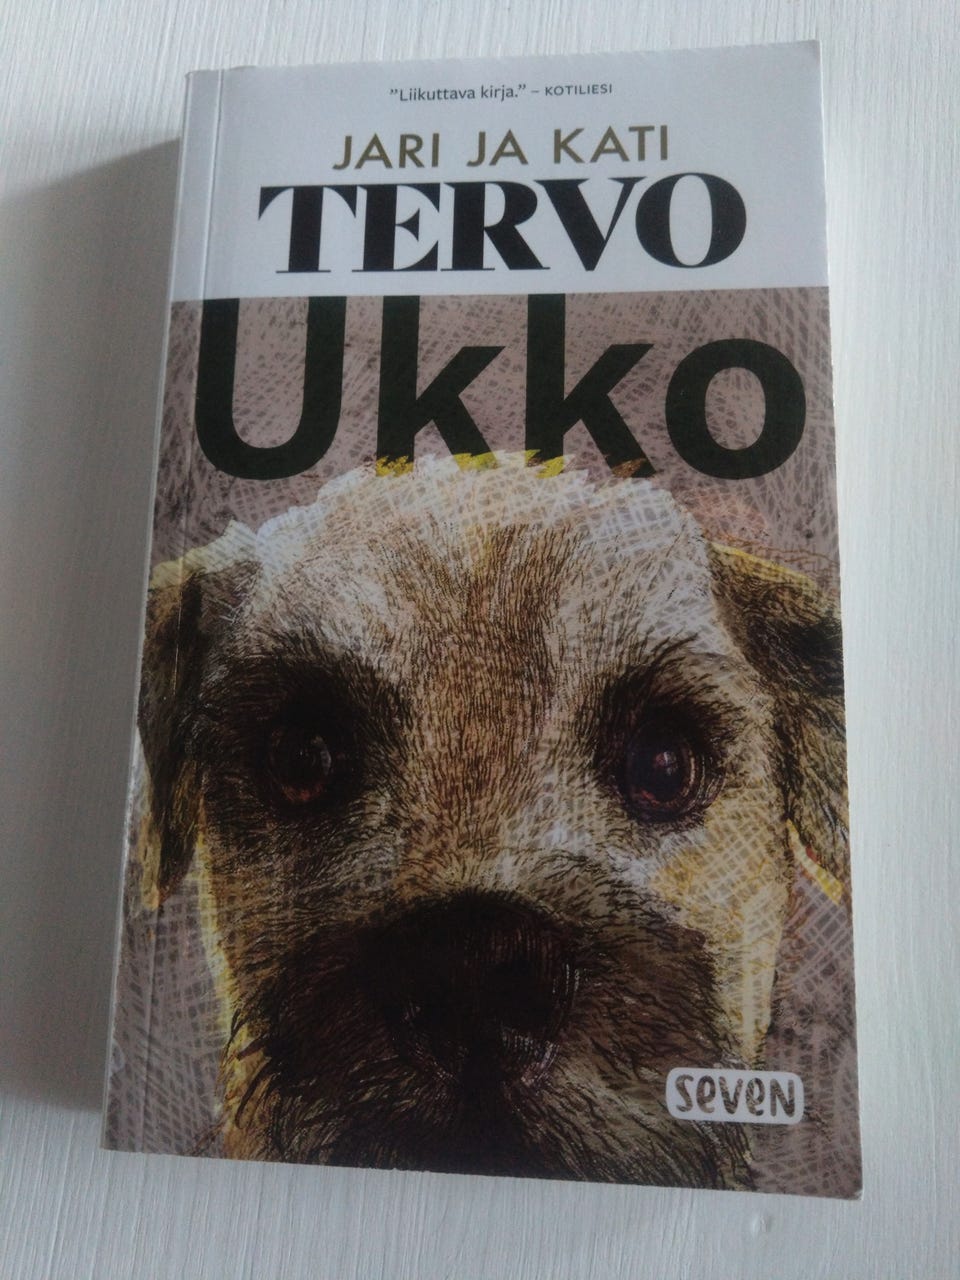 ”Liikuttava kirja.” – KOTILIESI
JARI JA KATI
TERVO
Ukko
seven